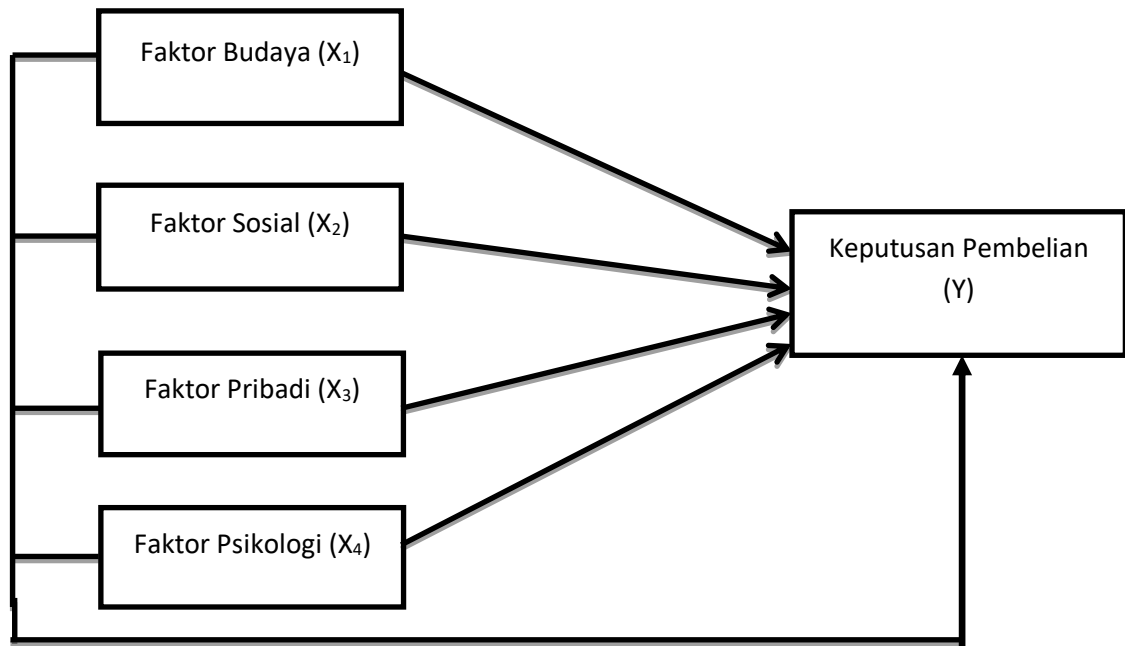 Faktor Budaya (X₁)
Faktor Sosial (X₂)
Keputusan Pembelian
(Y)
Faktor Pribadi (X₃)
Faktor Psikologi (X₄)